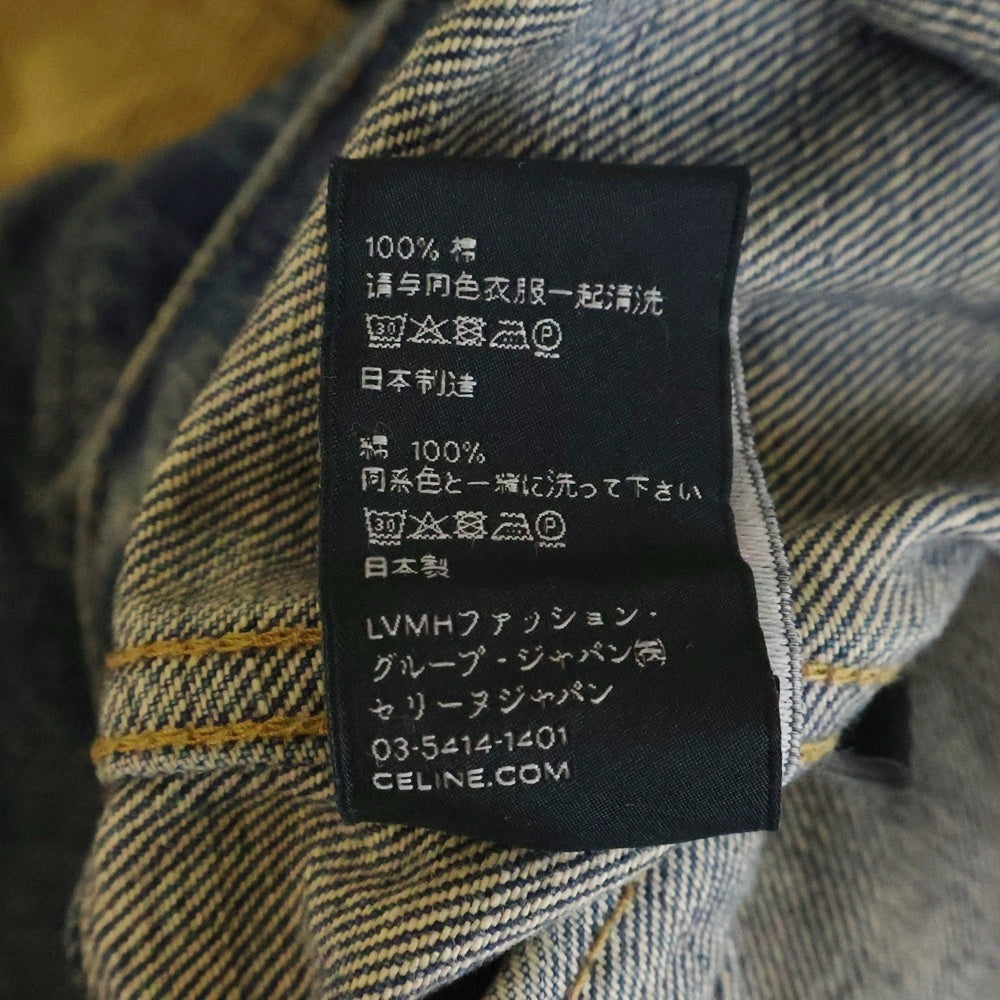 100% 棉
请与同色衣服一起清洗
30 P
日本制造
綿 100%
同系色と一緒に洗って下さい
30 P
日本製
LVMHファッション・
グループ・ジャパン㈱
セリーヌジャパン
03-5414-1401
CELINE.COM